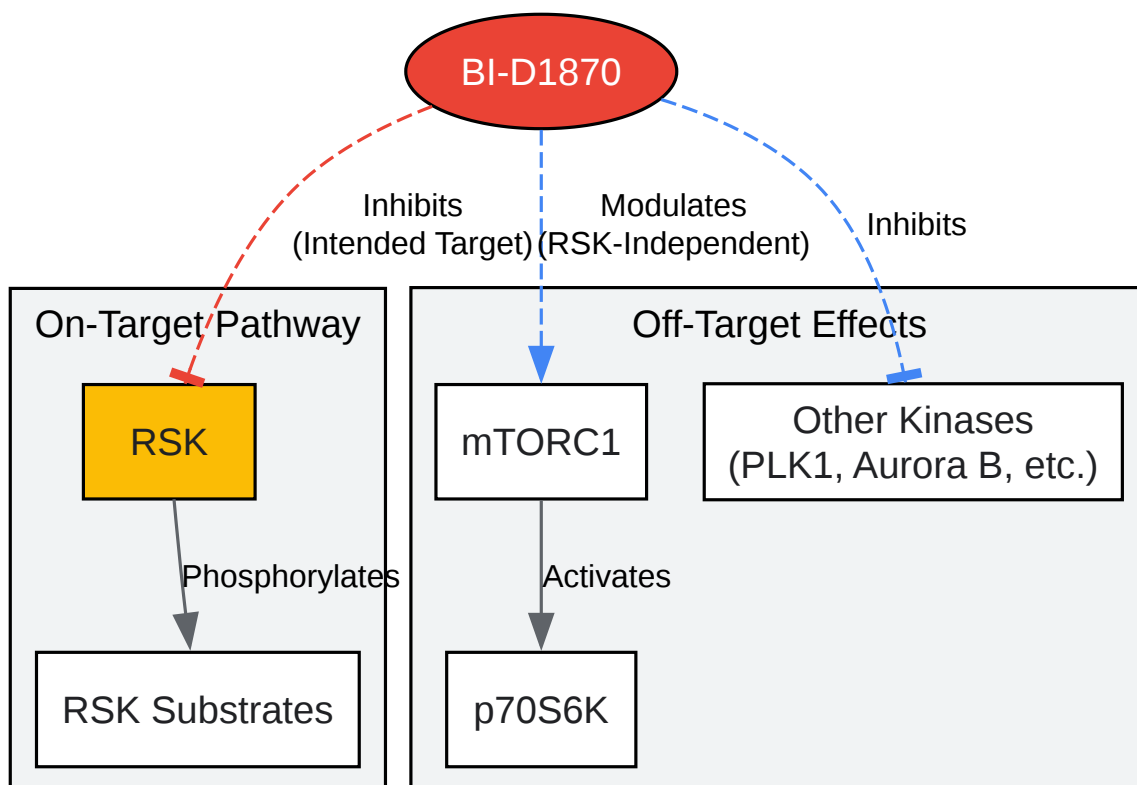 BI-D1870
Inhibits
(Intended Target)
Modulates
(RSK-Independent)
Inhibits
On-Target Pathway
Off-Target Effects
RSK
mTORC1
Other Kinases
(PLK1, Aurora B, etc.)
Phosphorylates
Activates
RSK Substrates
p70S6K